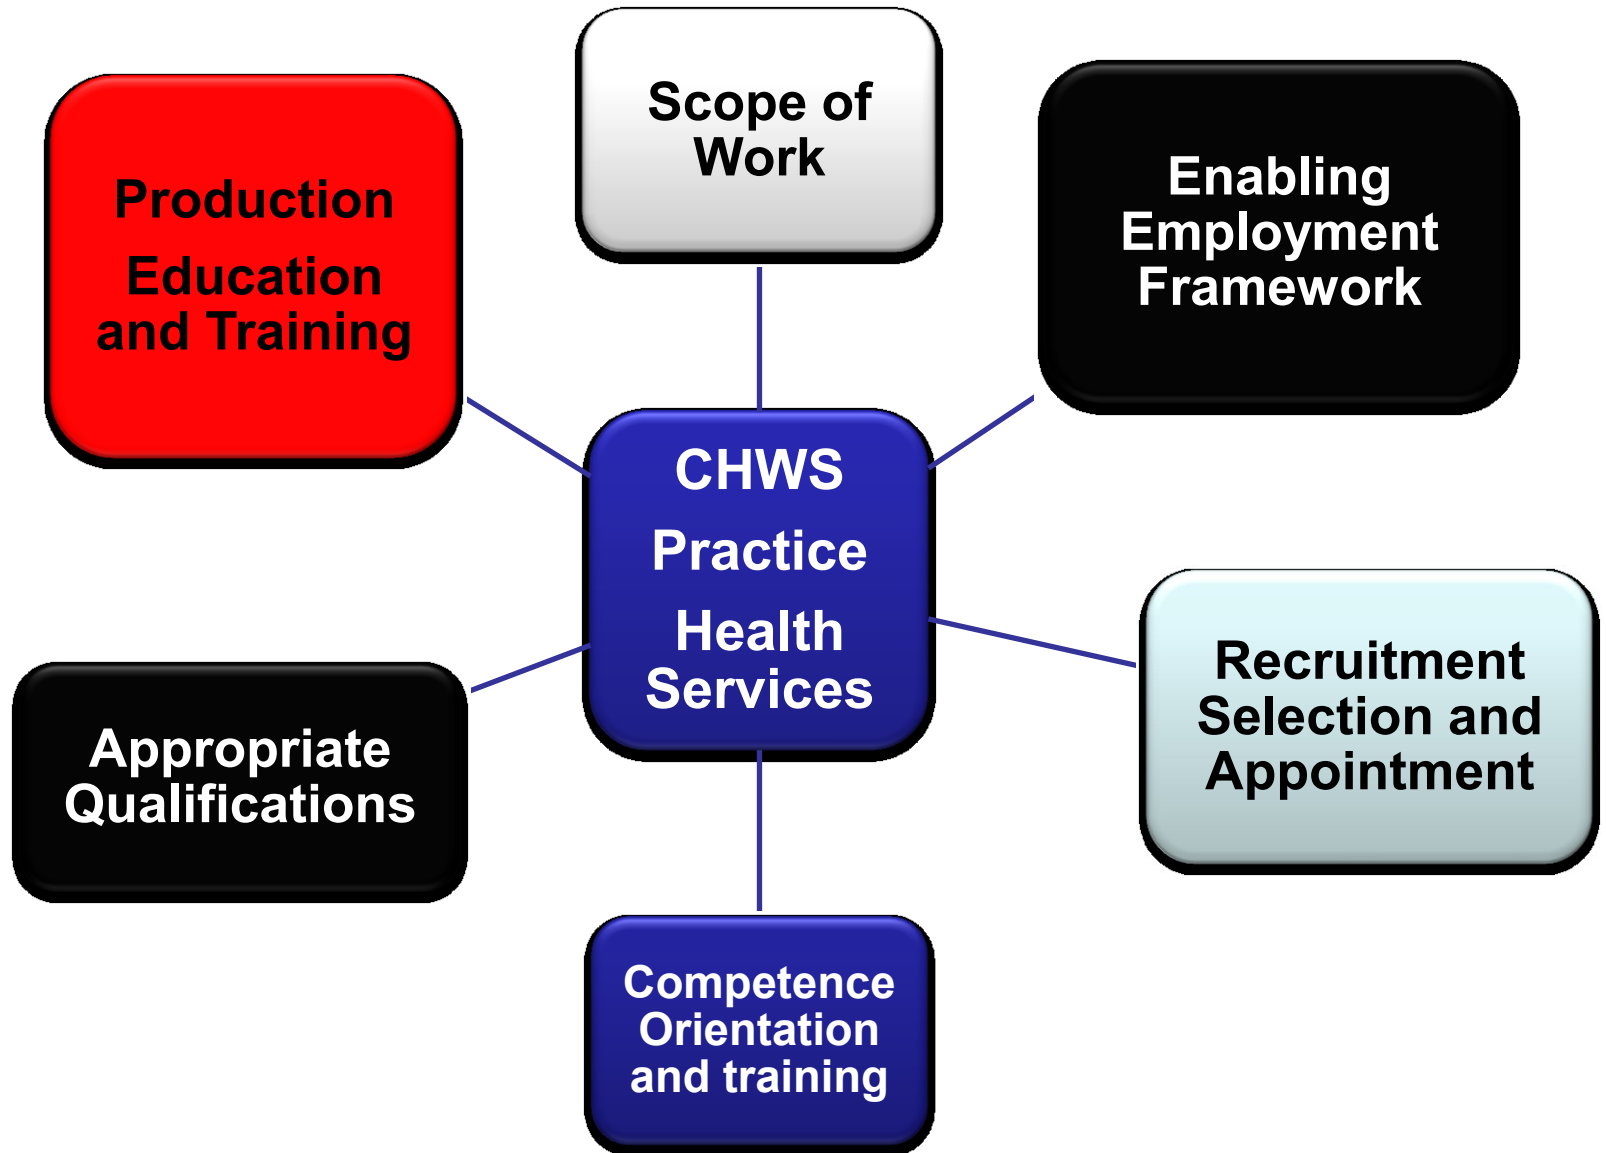 Scope of
Work
Production
Education
and Training
Enabling
Employment
Framework
CHWS
Practice
Health
Services
Recruitment
Selection and
Appointment
Appropriate
Qualifications
Competence
Orientation
and training